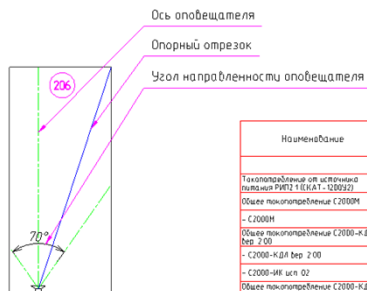 Ось оповещателя
Опорный отрезок
Угол направленности оповещателя
206
70°
Наименование
Токопотребление от источника
питания РИП2.1 (СКАТ-1200У2)
Общее токопотребление С2000М
- С2000М
Общее токопотребление С2000-КД
вер. 2.00
- С2000-КДЛ вер. 2.00
- С2000-ИК исп 02
Общее токопотребление С2000-КД